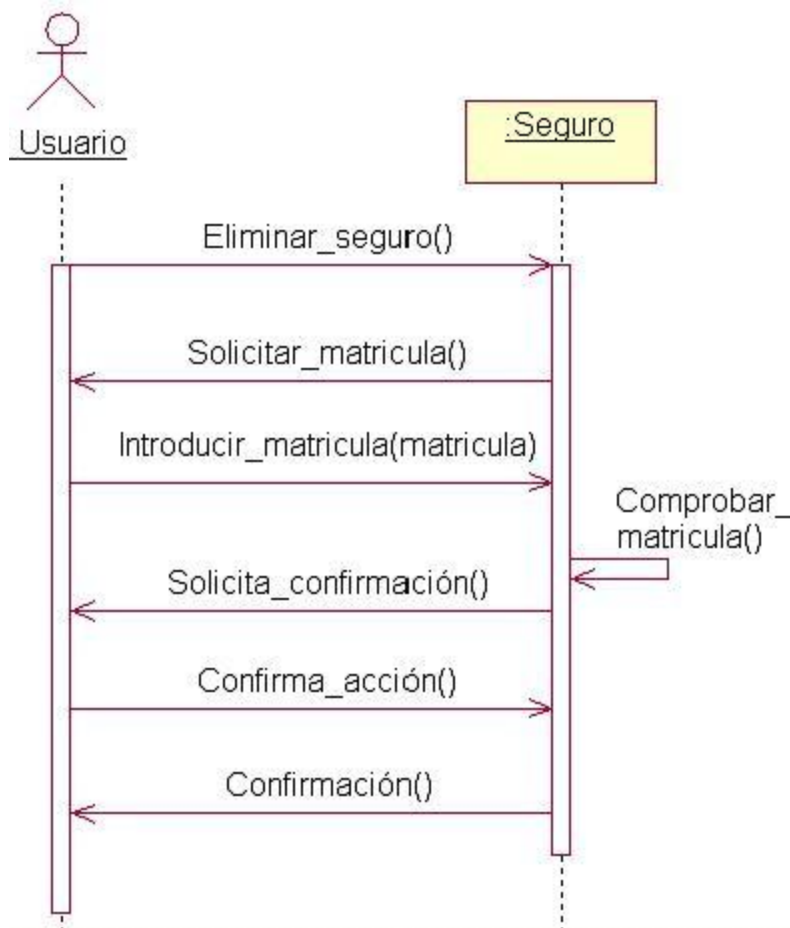 Usuario
:Seguro
Eliminar_seguro()
Solicitar_matricula()
Introducir_matricula(matricula)
Comprobar_
matricula()
Solicita_confirmación()
Confirma_acción()
Confirmación()